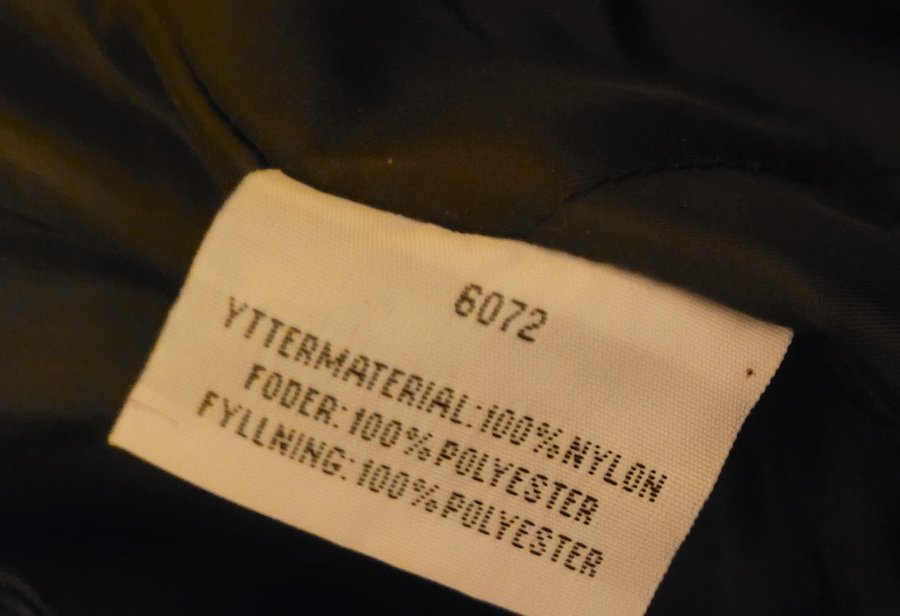 6072
YTTERMATERIAL:100%NYLON
FODER:100%POLYESTER
FYLLNING:100%POLYESTER